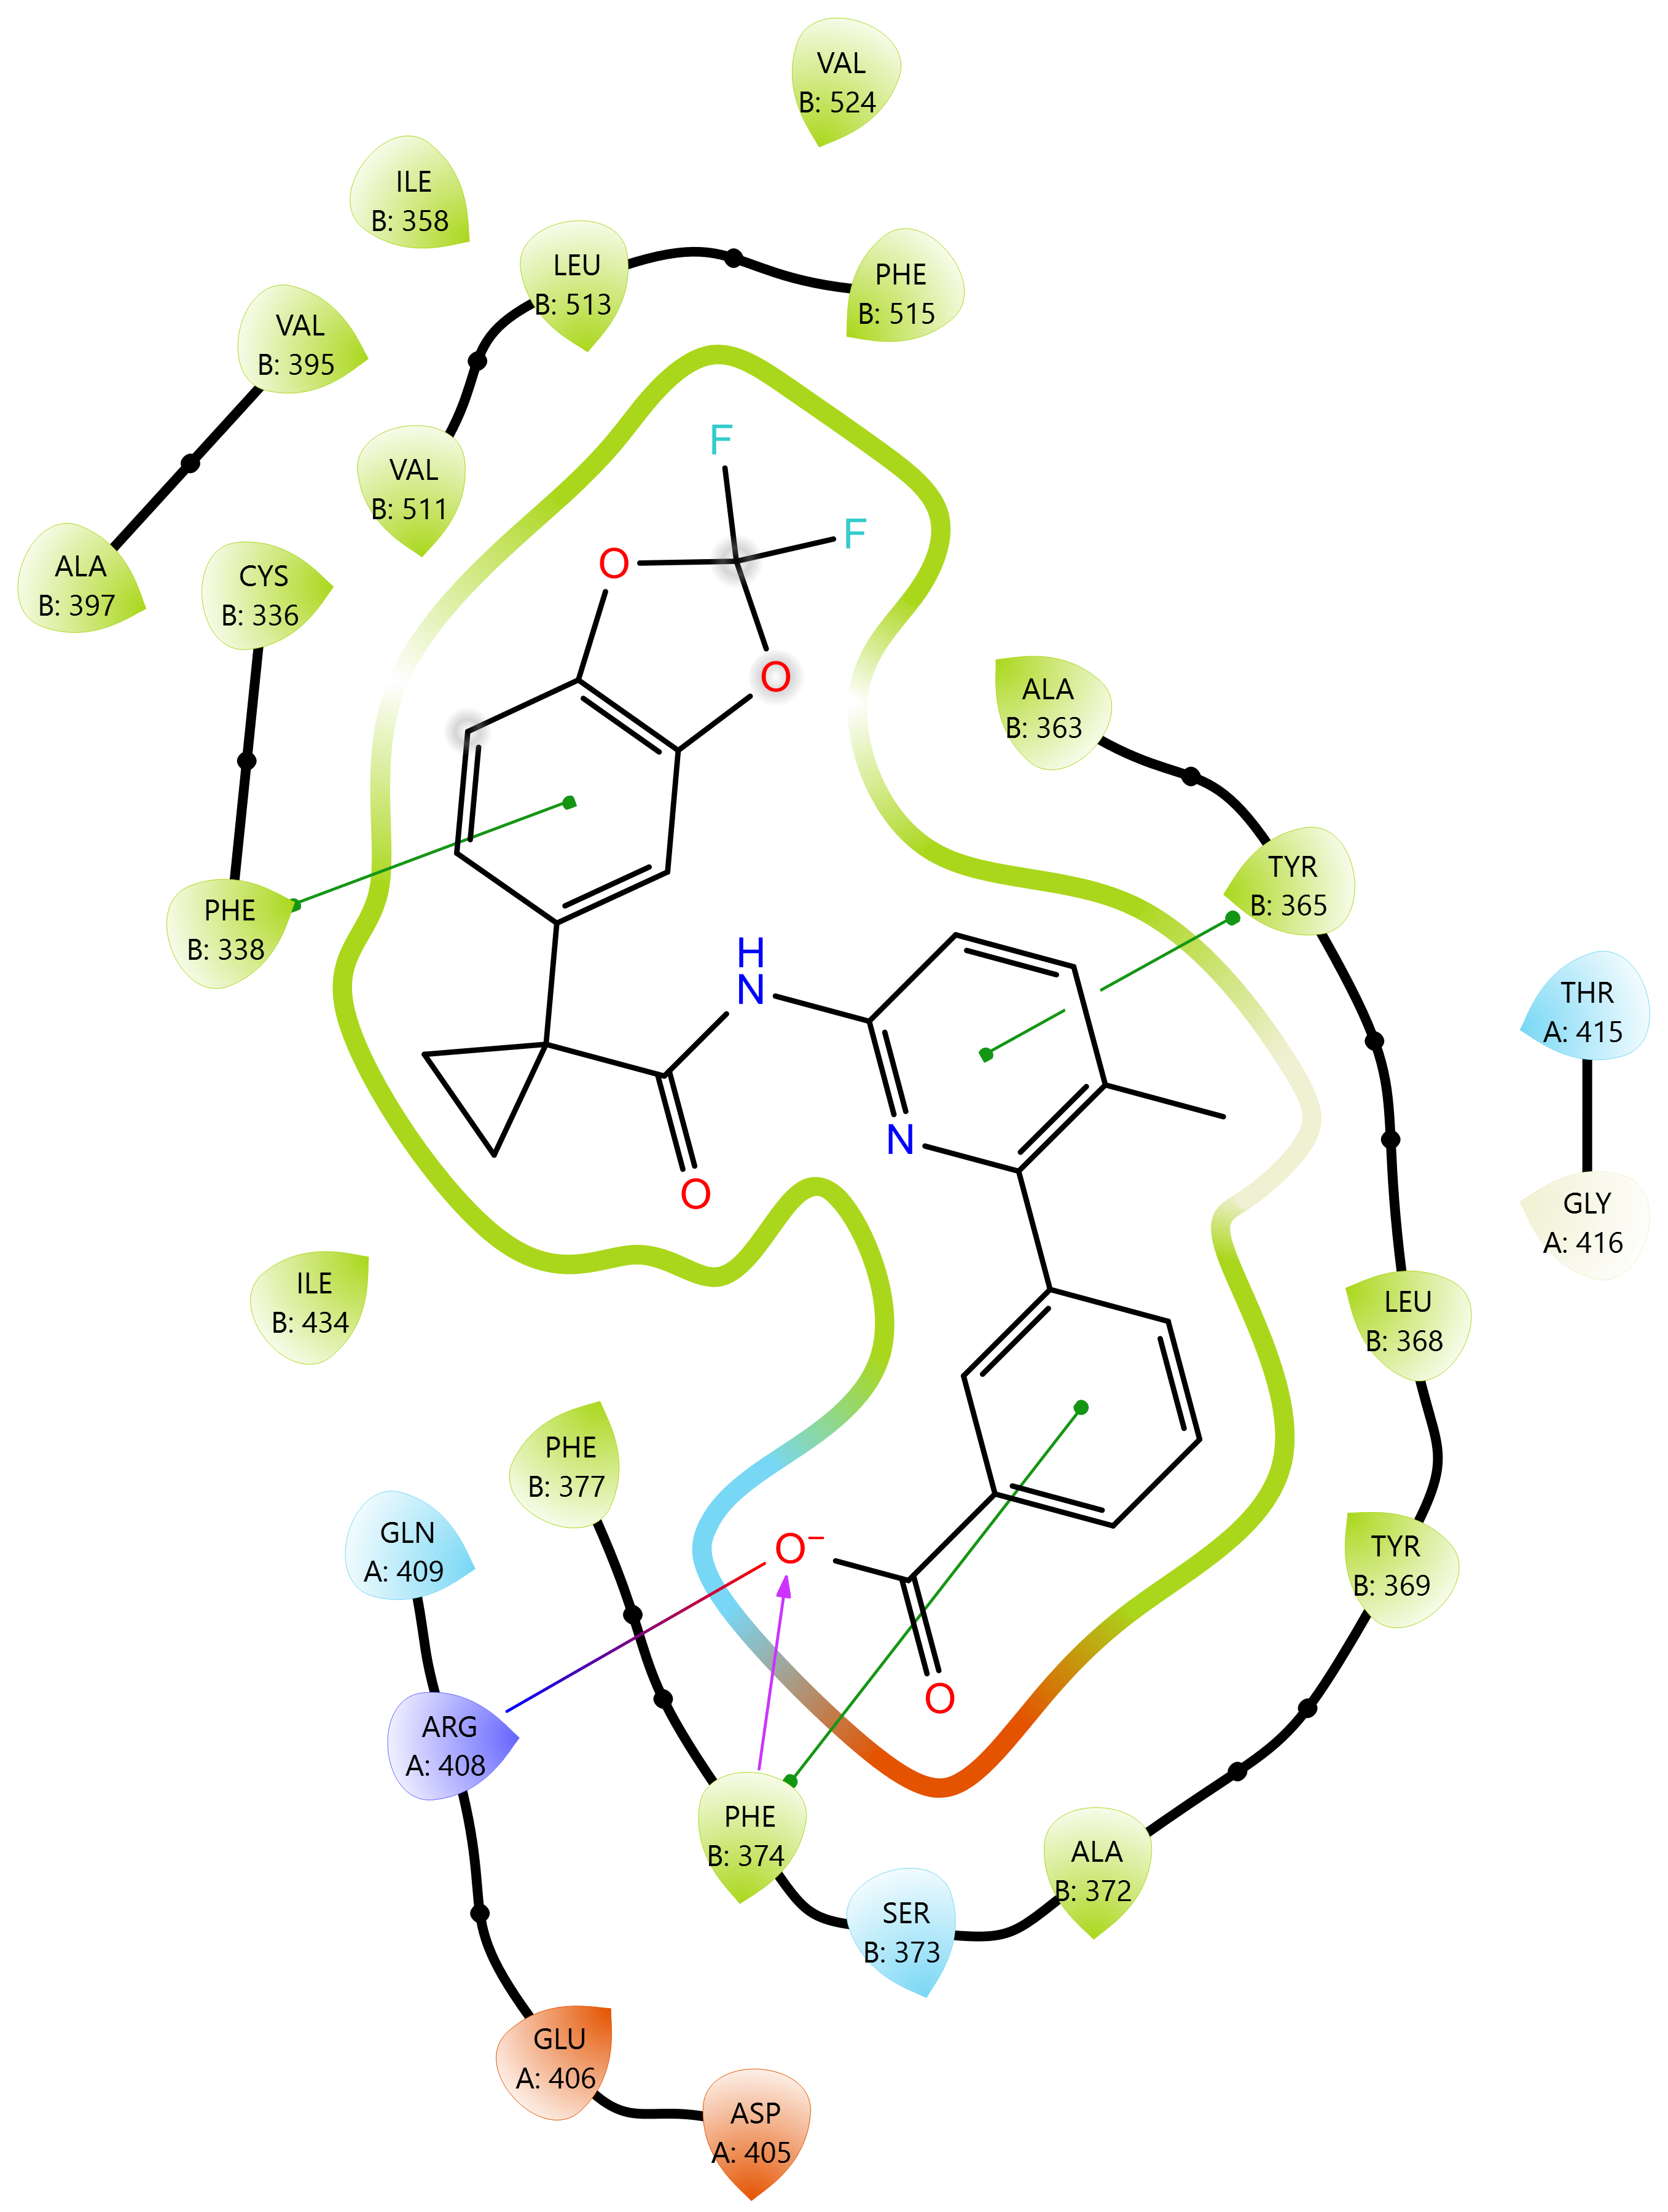 VAL
B: 524
ILE
B: 358
LEU
B: 513
PHE
B: 515
VAL
B: 395
F
VAL
B: 511
F
ALA
B: 397
CYS
B: 336
O
O
ALA
B: 363
TYR
B: 365
PHE
B: 338
H
N
THR
A: 415
N
O
GLY
A: 416
ILE
B: 434
LEU
B: 368
PHE
B: 377
GLN
A: 409
O−
TYR
B: 369
O
ARG
A: 408
PHE
B: 374
ALA
B: 372
SER
B: 373
GLU
A: 406
ASP
A: 405